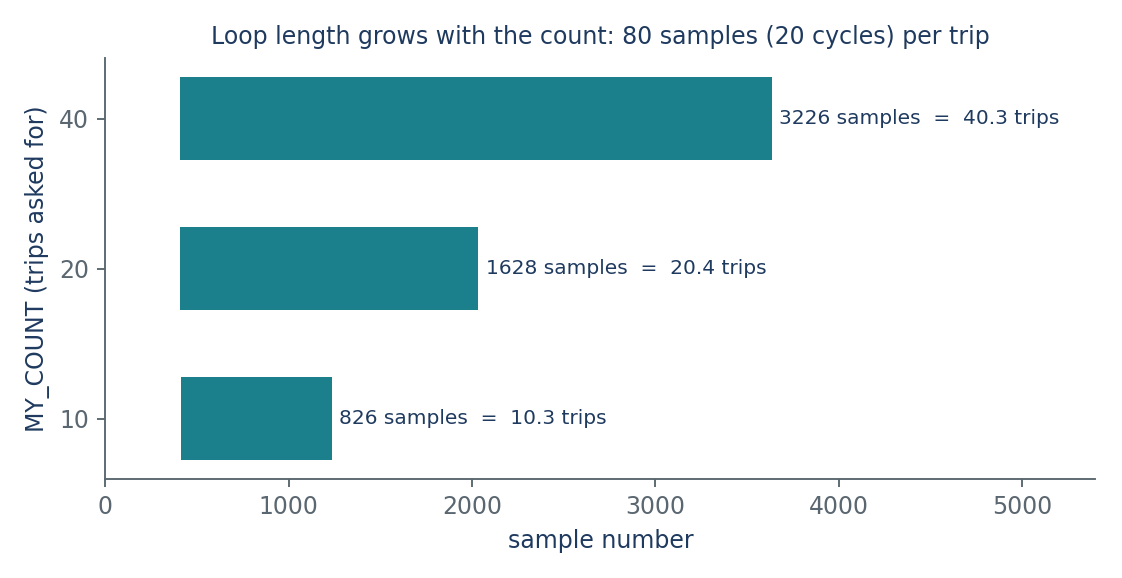 Loop length grows with the count: 80 samples (20 cycles) per trip
MY_COUNT (trips asked for)
40
3226 samples = 40.3 trips
20
1628 samples = 20.4 trips
10
826 samples = 10.3 trips
0 1000 2000 3000 4000 5000
sample number